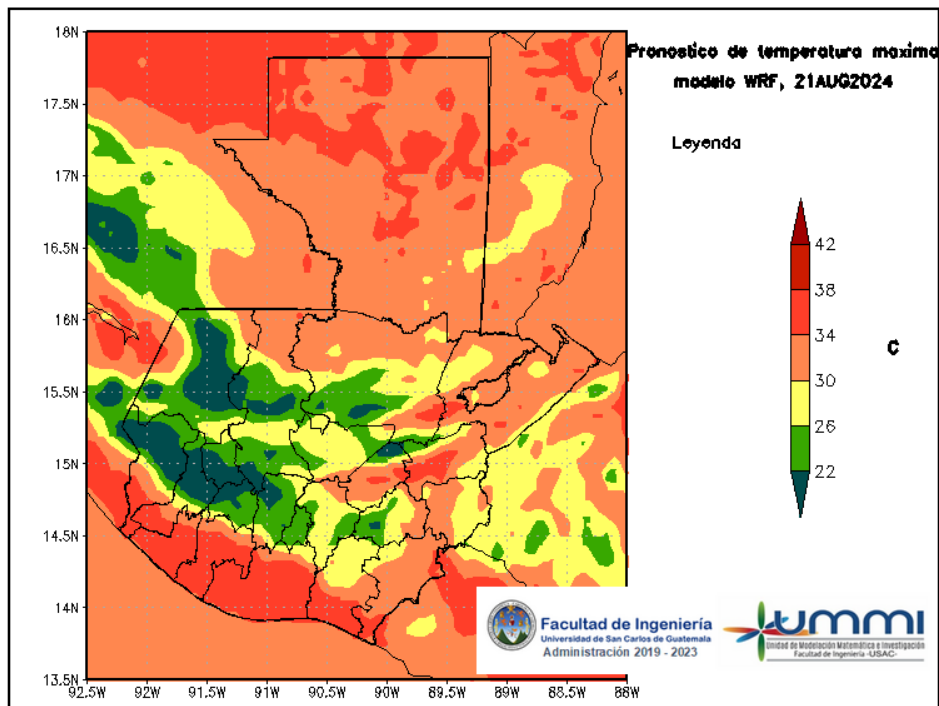 Pronostico de temperatura maxima
modelo WRF, 21AUG2024
Leyenda
18N
17.5N
17N
16.5N
16N
15.5N
15N
14.5N
14N
13.5N
92.5W 92W 91.5W 91W 90.5W 90W 89.5W 89W 88.5W 88W
42
38
34
30
26
22
C
Facultad de Ingeniería
Universidad de San Carlos de Guatemala
Administración 2019 - 2023
UMMI
Unidad de Modelación Matemática e Investigación
Facultad de Ingeniería -USAC-